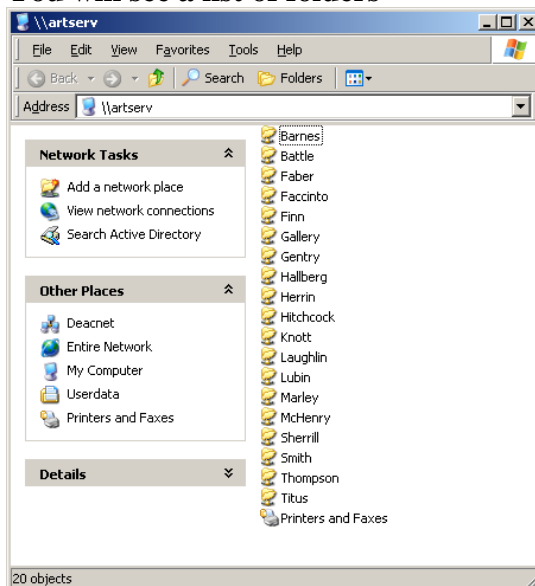 You will see a list of folders
\\artserv
File Edit View Favorites Tools Help
Back Search Folders
Address \\artserv
Network Tasks
Add a network place
View network connections
Search Active Directory
Other Places
Deacnet
Entire Network
My Computer
Userdata
Printers and Faxes
Details
Barnes
Battle
Faber
Faccinto
Finn
Gallery
Gentry
Hallberg
Herrin
Hitchcock
Knott
Laughlin
Lubin
Marley
McHenry
Sherrill
Smith
Thompson
Titus
Printers and Faxes
20 objects